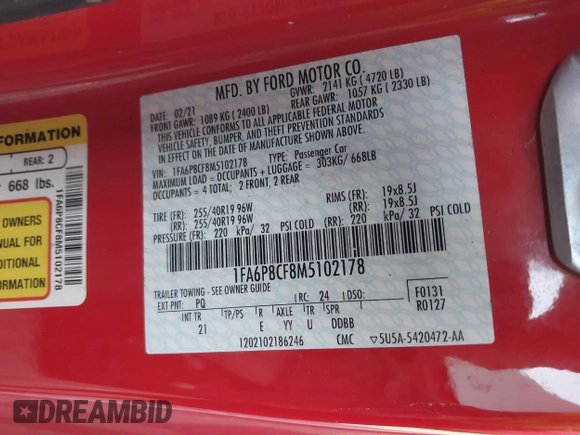 MFD. BY FORD MOTOR CO.
DATE: 02/21 GVWR: 2141 KG (4720 LB)
FRONT GAWR: 1089 KG (2400 LB) REAR GAWR: 1057 KG (2330 LB)
THIS VEHICLE CONFORMS TO ALL APPLICABLE FEDERAL MOTOR
VEHICLE SAFETY, BUMPER, AND THEFT PREVENTION STANDARDS
IN EFFECT ON THE DATE OF MANUFACTURE SHOWN ABOVE.
VIN: 1FA6P8CF8M5102178 TYPE: Passenger Car
MAXIMUM LOAD = OCCUPANTS + LUGGAGE = 303KG/ 668LB
OCCUPANTS = 4 TOTAL; 2 FRONT, 2 REAR
TIRE (FR): 255/40R19 96W RIMS (FR): 19x8.5J
(RR): 255/40R19 96W (RR): 19x8.5J
PRESSURE (FR): 220 kPa/ 32 PSI COLD (RR): 220 kPa/ 32 PSI COLD
1FA6P8CF8M5102178
TRAILER TOWING - SEE OWNER GUIDE
EXT PNT: PQ RC: 24 DSO: F0131
R0127
INT TR TP/PS R AXLE TR SPR
21 E YY U DDBB
1202102186246 CMC ▽5U5A-5420472-AA
FORMATION
REAR: 2
668 lbs.
OWNERS
NUAL FOR
DITIONAL
ORMATION
1FA6P8CF8M5102178
DREAMBID